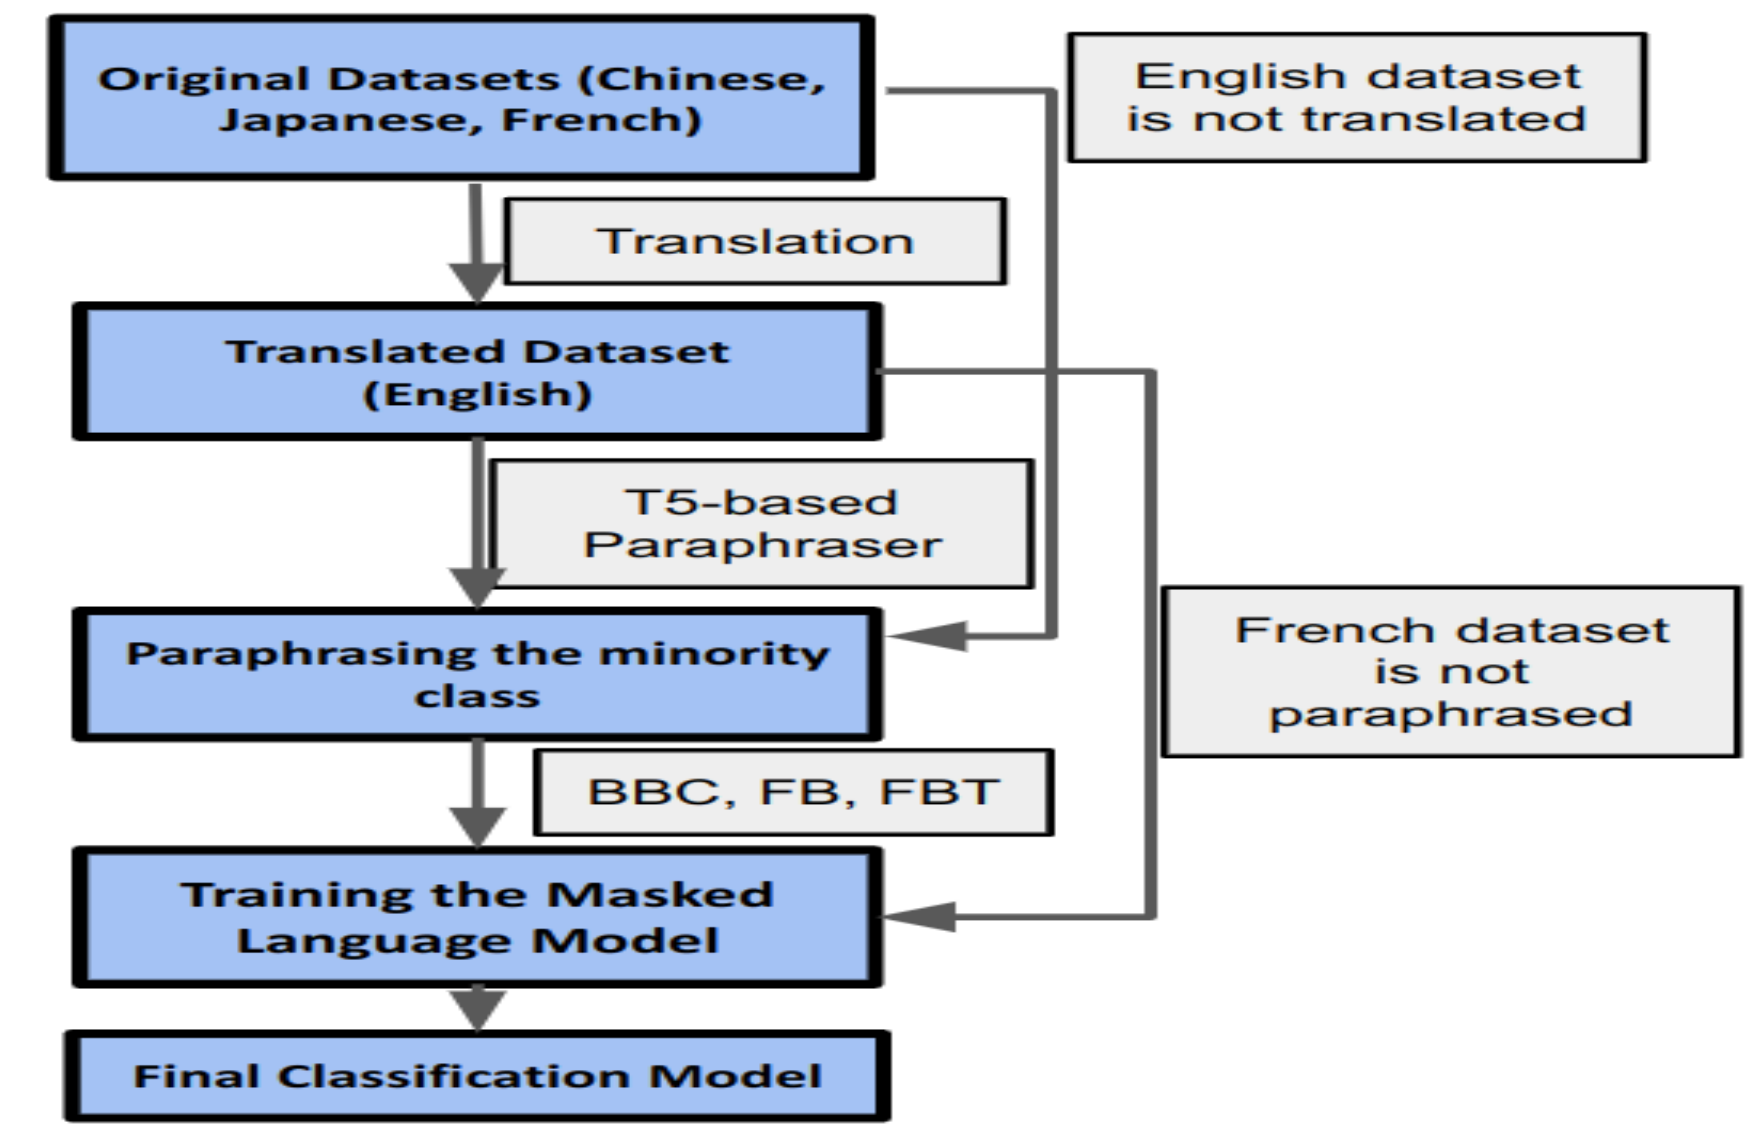 Original Datasets (Chinese,
Japanese, French)
English dataset
is not translated
Translation
Translated Dataset
(English)
T5-based
Paraphraser
Paraphrasing the minority
class
French dataset
is not
paraphrased
BBC, FB, FBT
Training the Masked
Language Model
Final Classification Model